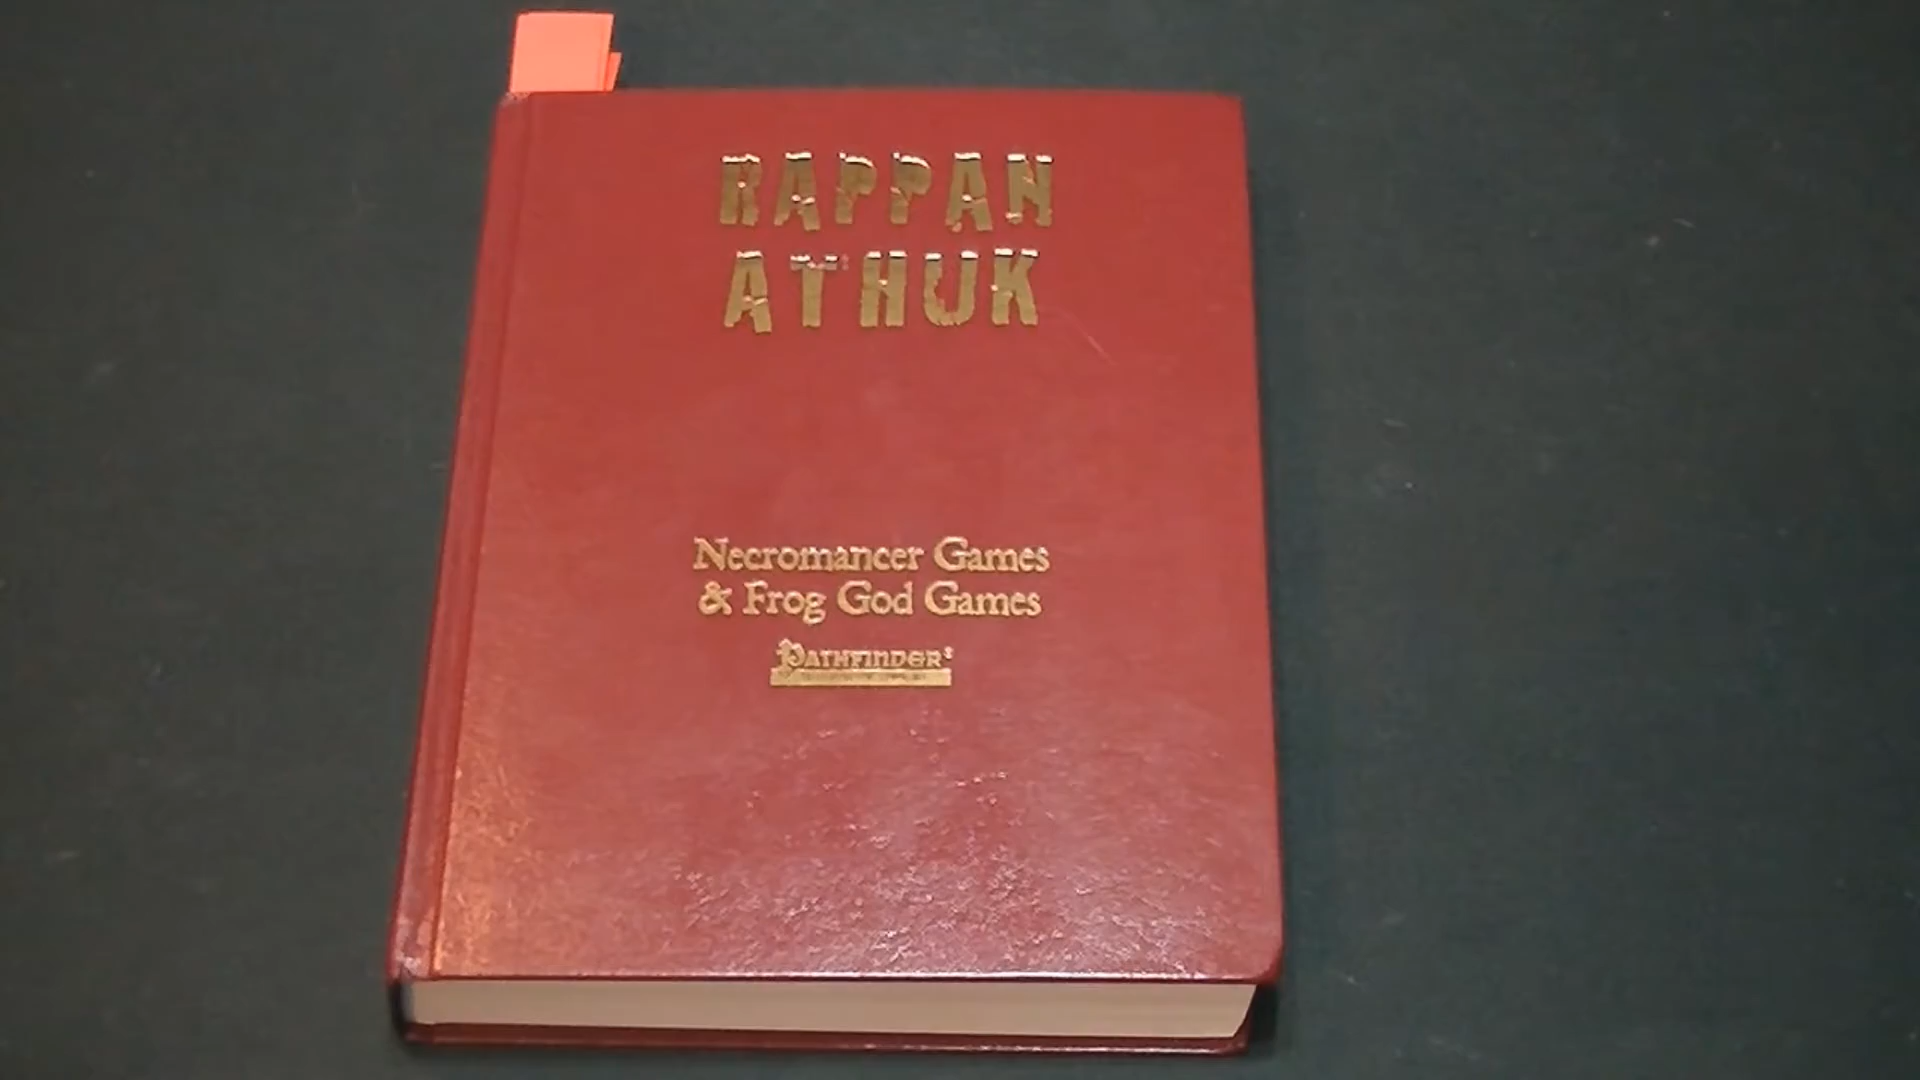 RAPPAN
ATHUK
Necromancer Games
& Frog God Games
PATHFINDER